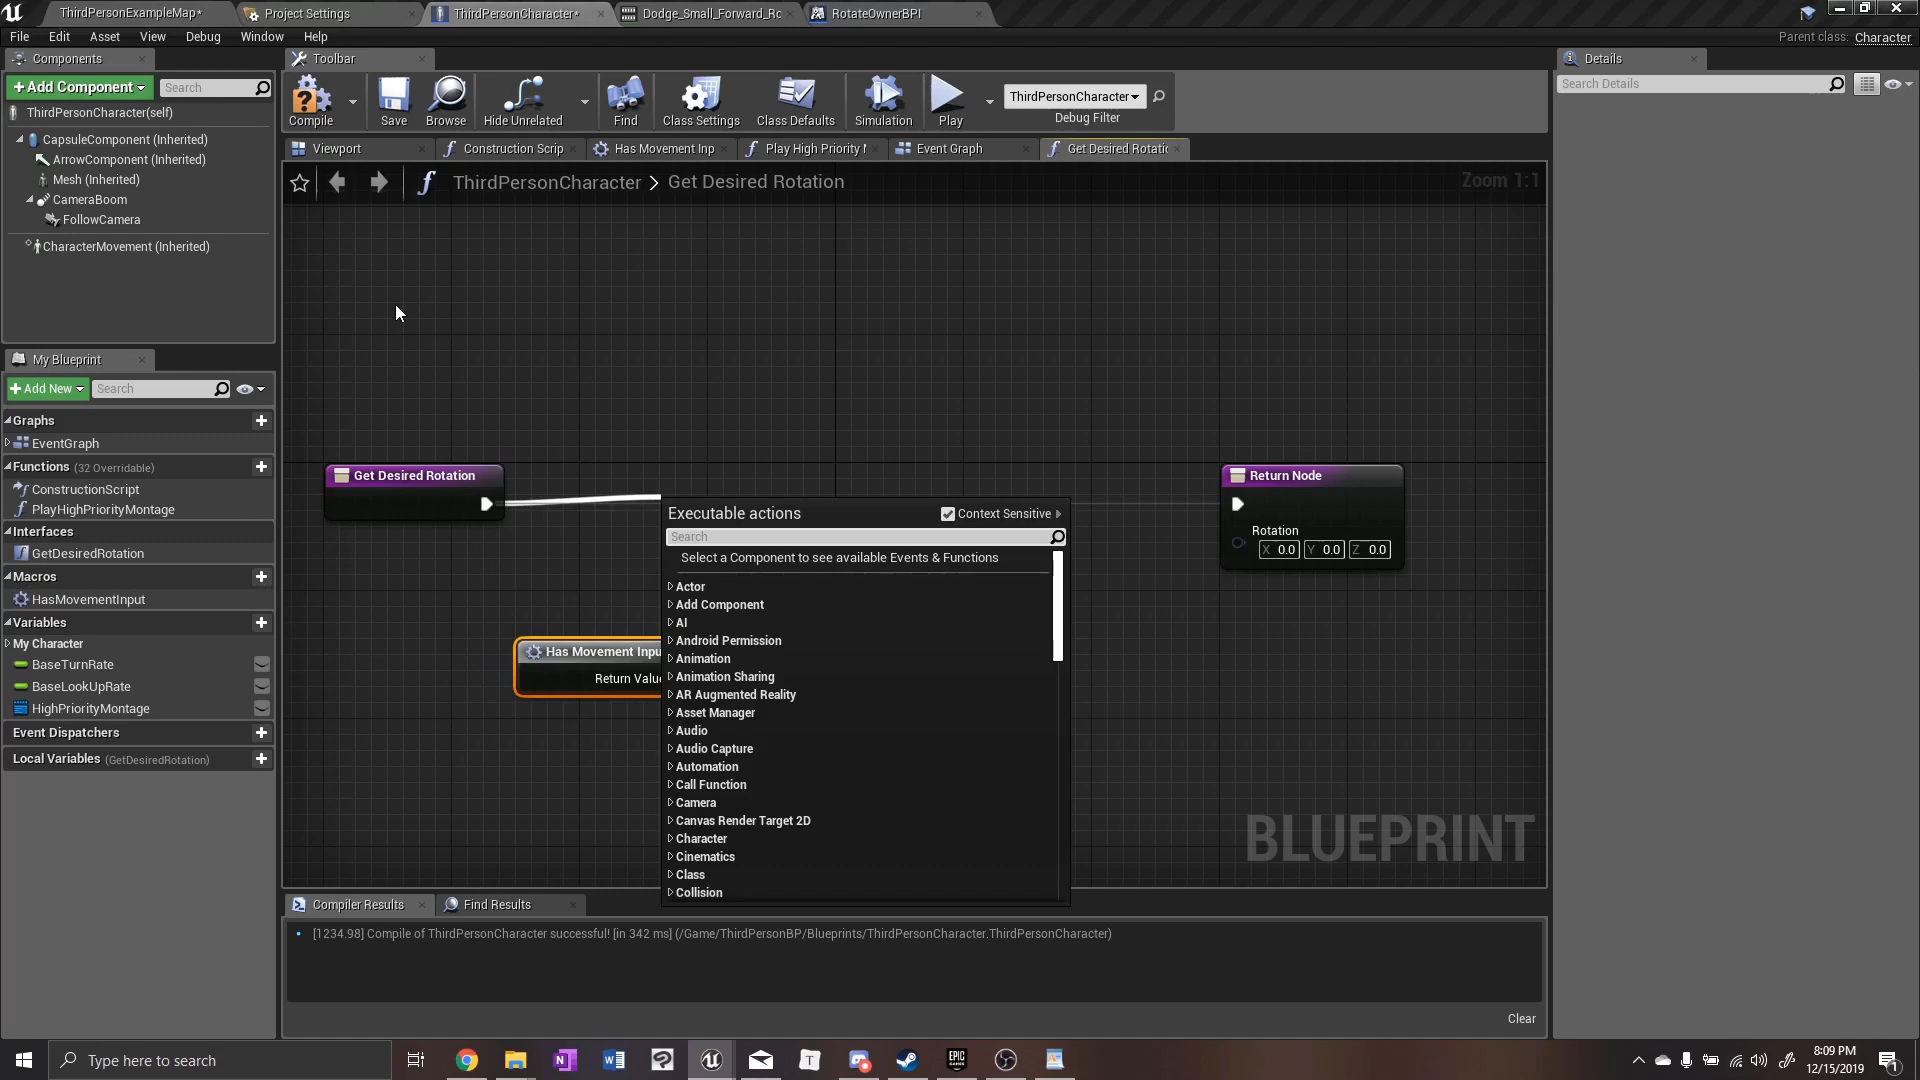 ThirdPersonExampleMap*
Project Settings
ThirdPersonCharacter*
Dodge_Small_Forward_Rc
RotateOwnerBPI
File Edit Asset View Debug Window Help
Parent class: Character
Components
Toolbar
Details
+ Add Component
Search
Search Details
ThirdPersonCharacter(self)
CapsuleComponent (Inherited)
ArrowComponent (Inherited)
Mesh (Inherited)
CameraBoom
FollowCamera
CharacterMovement (Inherited)
Compile
Save
Browse
Hide Unrelated
Find
Class Settings
Class Defaults
Simulation
Play
ThirdPersonCharacter
Debug Filter
Viewport
Construction Scrip
Has Movement Inp
Play High Priority M
Event Graph
Get Desired Rotatic
ThirdPersonCharacter > Get Desired Rotation
Zoom 1:1
My Blueprint
+ Add New
Search
Graphs
EventGraph
Functions (32 Overridable)
ConstructionScript
PlayHighPriorityMontage
Interfaces
GetDesiredRotation
Macros
HasMovementInput
Variables
My Character
BaseTurnRate
BaseLookUpRate
HighPriorityMontage
Event Dispatchers
Local Variables (GetDesiredRotation)
Get Desired Rotation
Has Movement Inpu
Return Value
Executable actions
Context Sensitive
Search
Select a Component to see available Events & Functions
Actor
Add Component
AI
Android Permission
Animation
Animation Sharing
AR Augmented Reality
Asset Manager
Audio
Audio Capture
Automation
Call Function
Camera
Canvas Render Target 2D
Character
Cinematics
Class
Collision
Return Node
Rotation
X 0.0 Y 0.0 Z 0.0
BLUEPRINT
Compiler Results
Find Results
[1234.98] Compile of ThirdPersonCharacter successful! [in 342 ms] (/Game/ThirdPersonBP/Blueprints/ThirdPersonCharacter.ThirdPersonCharacter)
Clear
Type here to search
EPIC
GAMES
8:09 PM
12/15/2019
1